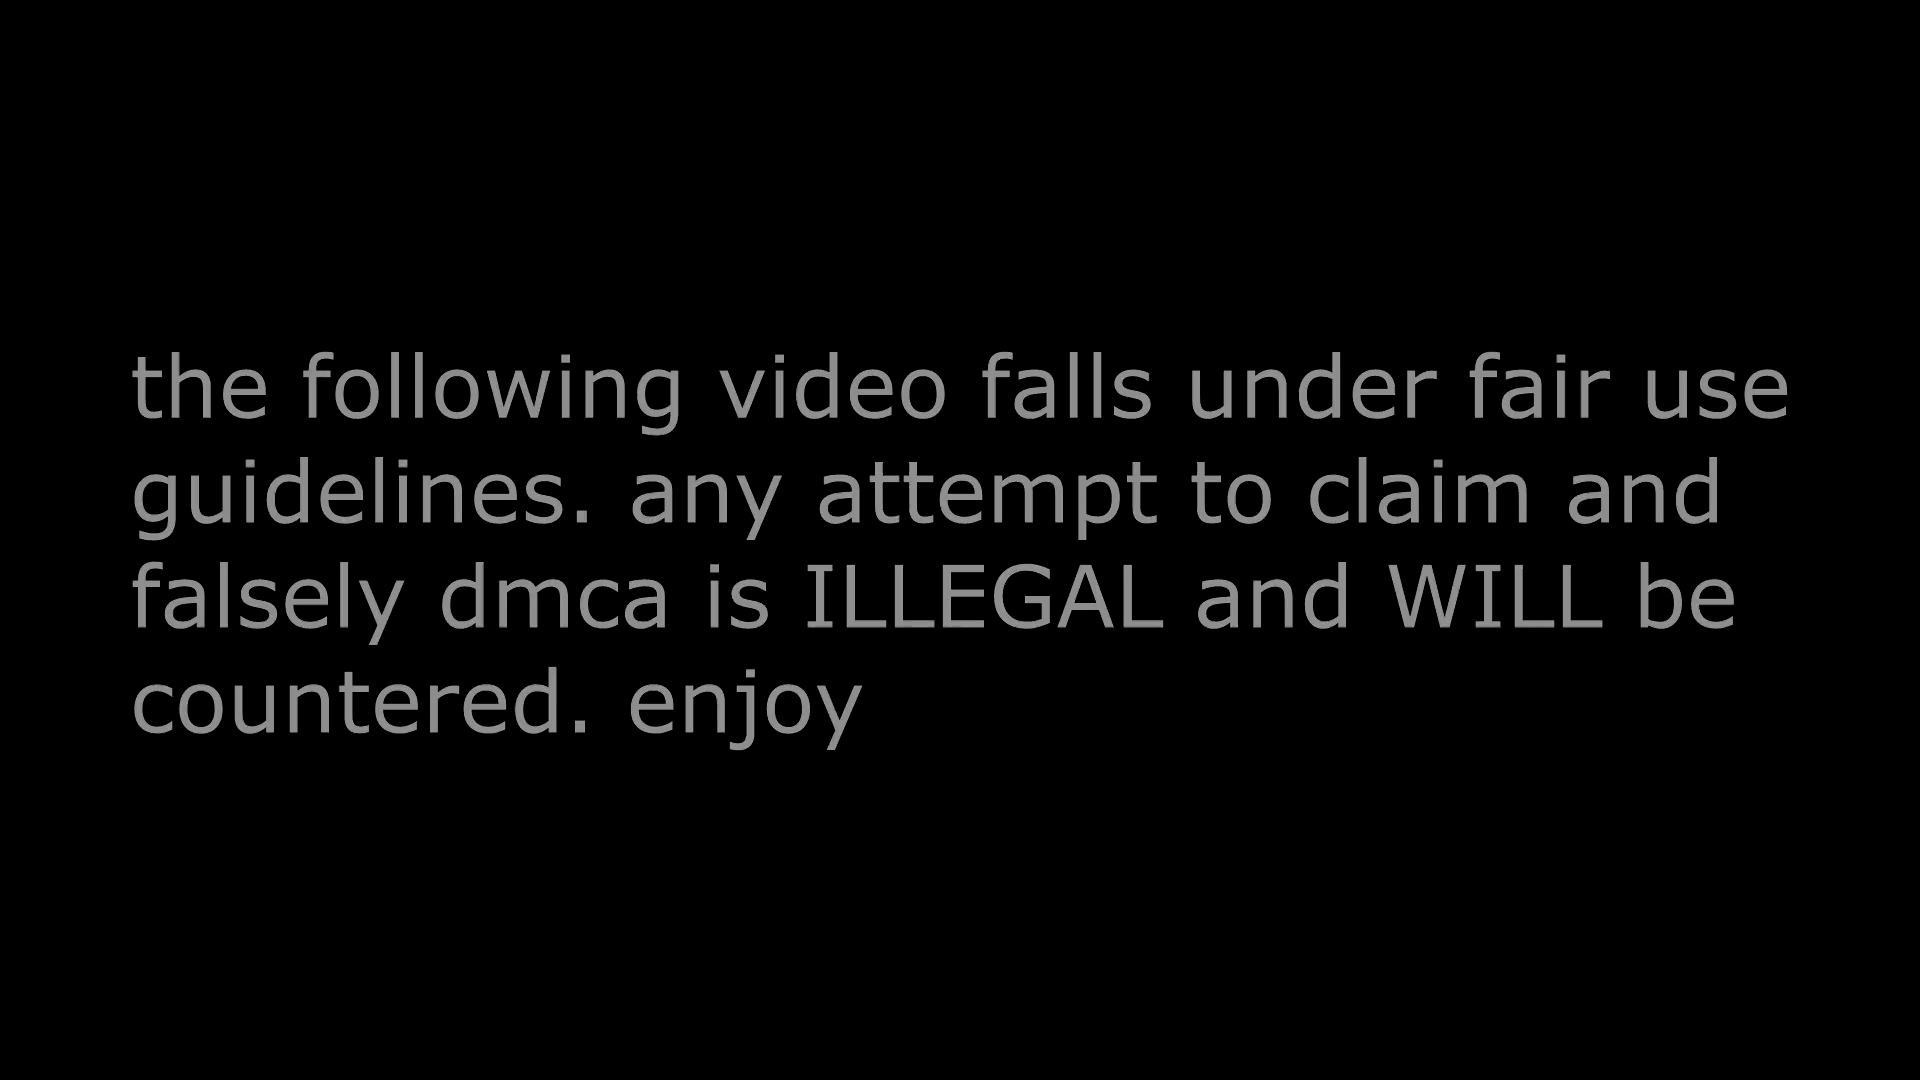 the following video falls under fair use
guidelines. any attempt to claim and
falsely dmca is ILLEGAL and WILL be
countered. enjoy